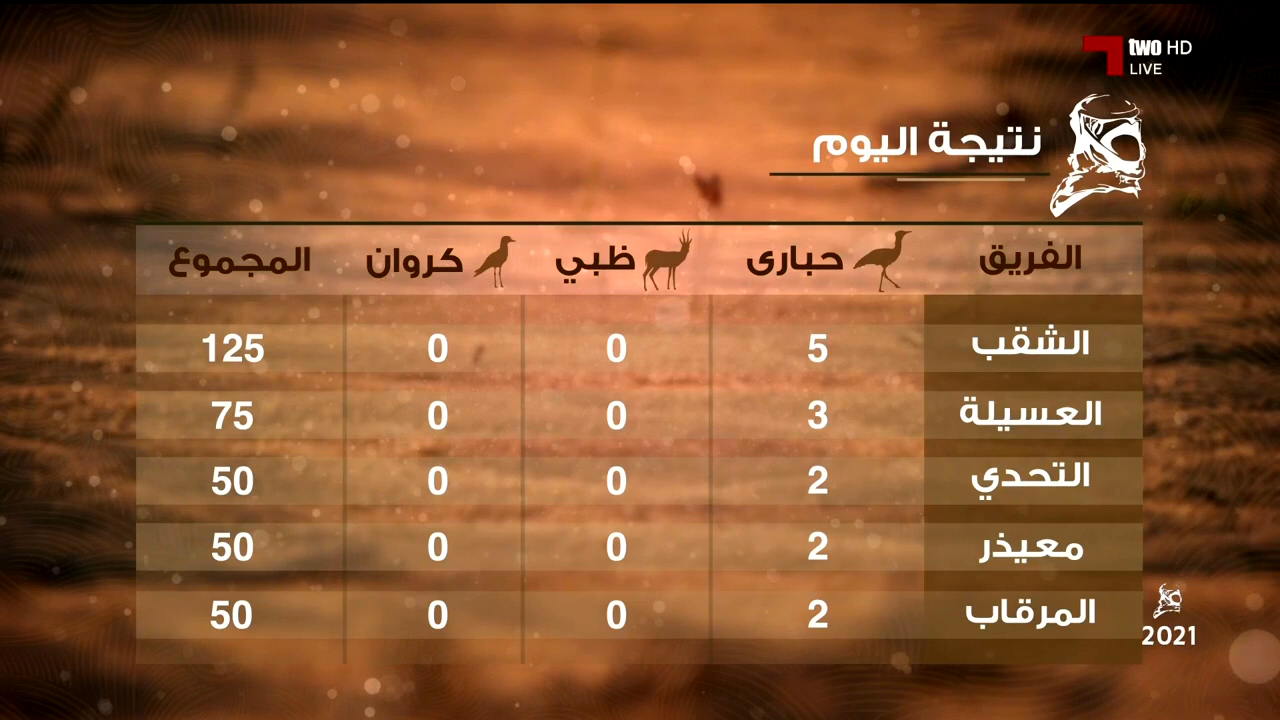 two HD
LIVE
نتيجة اليوم
الفريق حبارى ظبي كروان المجموع
الشقب 5 0 0 125
العسيلة 3 0 0 75
التحدي 2 0 0 50
معيذر 2 0 0 50
المرقاب 2 0 0 50
2021